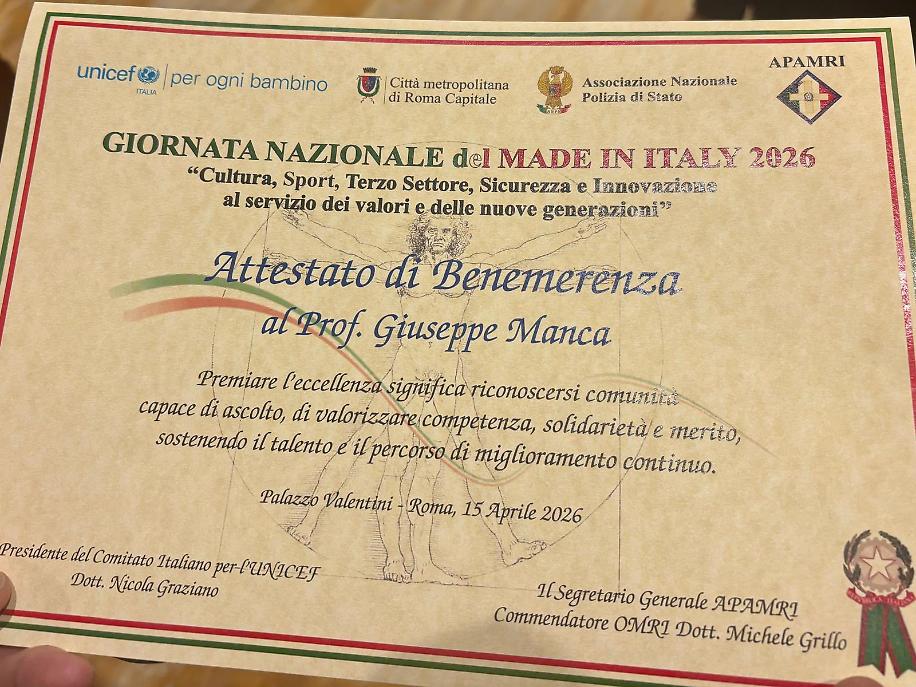 unicef per ogni bambino
ITALIA
Città metropolitana
di Roma Capitale
Associazione Nazionale
Polizia di Stato
APAMRI
GIORNATA NAZIONALE del MADE IN ITALY 2026
“Cultura, Sport, Terzo Settore, Sicurezza e Innovazione
al servizio dei valori e delle nuove generazioni”
Attestato di Benemerenza
al Prof. Giuseppe Manca
Premiare l'eccellenza significa riconoscersi comunità
capace di ascolto, di valorizzare competenza, solidarietà e merito,
sostenendo il talento e il percorso di miglioramento continuo.
Palazzo Valentini - Roma, 15 Aprile 2026
Presidente del Comitato Italiano per l'UNICEF
Dott. Nicola Graziano
Il Segretario Generale APAMRI
Commendatore OMRI Dott. Michele Grillo